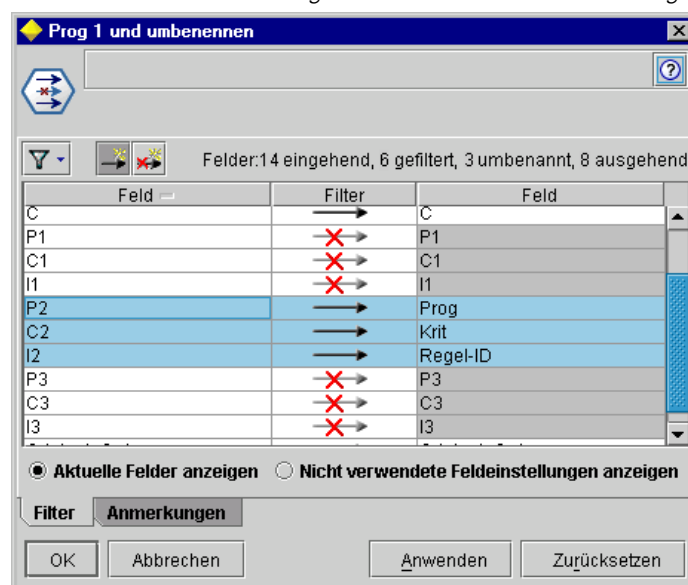 Prog 1 und umbenennen
Felder:14 eingehend, 6 gefiltert, 3 umbenannt, 8 ausgehend
Feld Filter Feld
C C
P1 P1
C1 C1
I1 I1
P2 Prog
C2 Krit
I2 Regel-ID
P3 P3
C3 C3
I3 I3
Aktuelle Felder anzeigen Nicht verwendete Feldeinstellungen anzeigen
Filter Anmerkungen
OK Abbrechen Anwenden Zurücksetzen